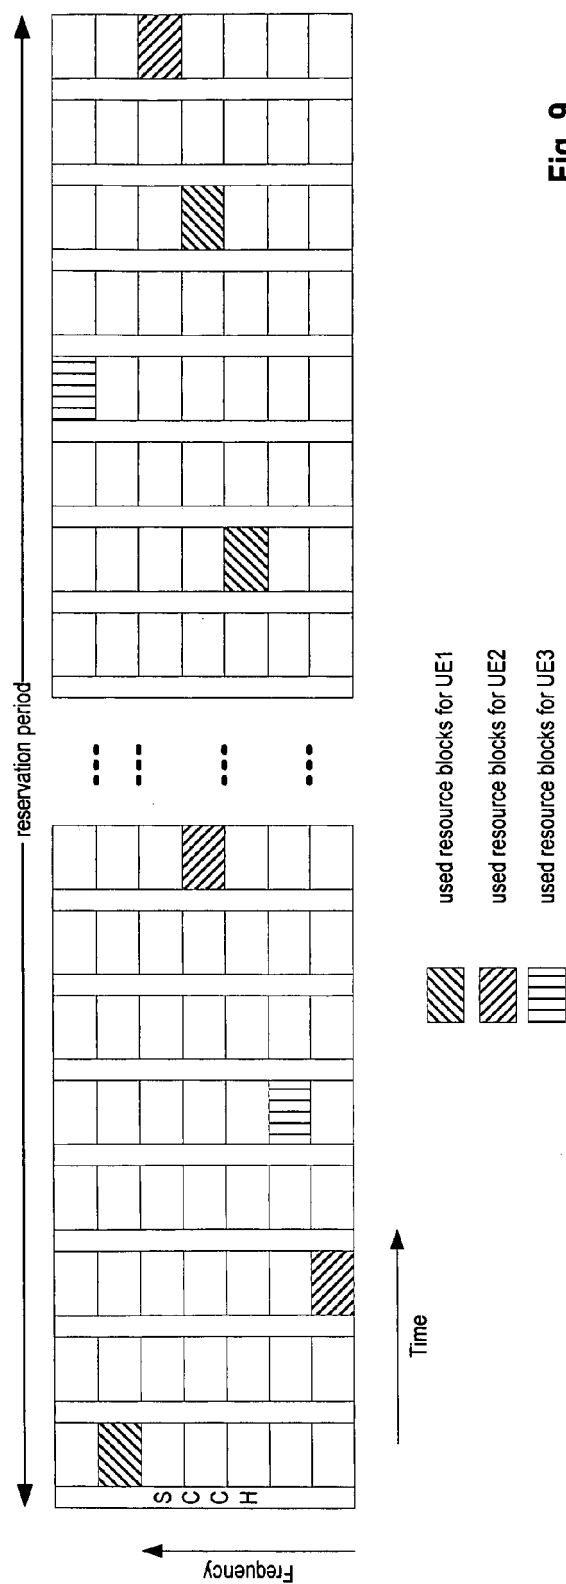 reservation period
S
C
C
H
Frequency
Time
used resource blocks for UE1
used resource blocks for UE2
used resource blocks for UE3
Fig. 9